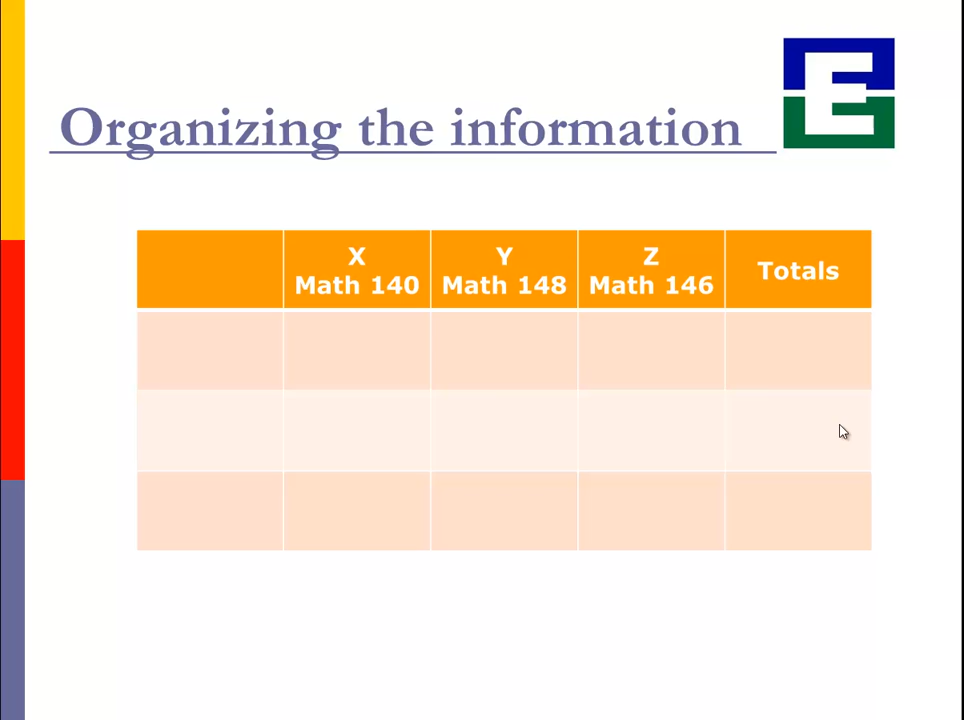 Organizing the information
E
X
Math 140
Y
Math 148
Z
Math 146
Totals